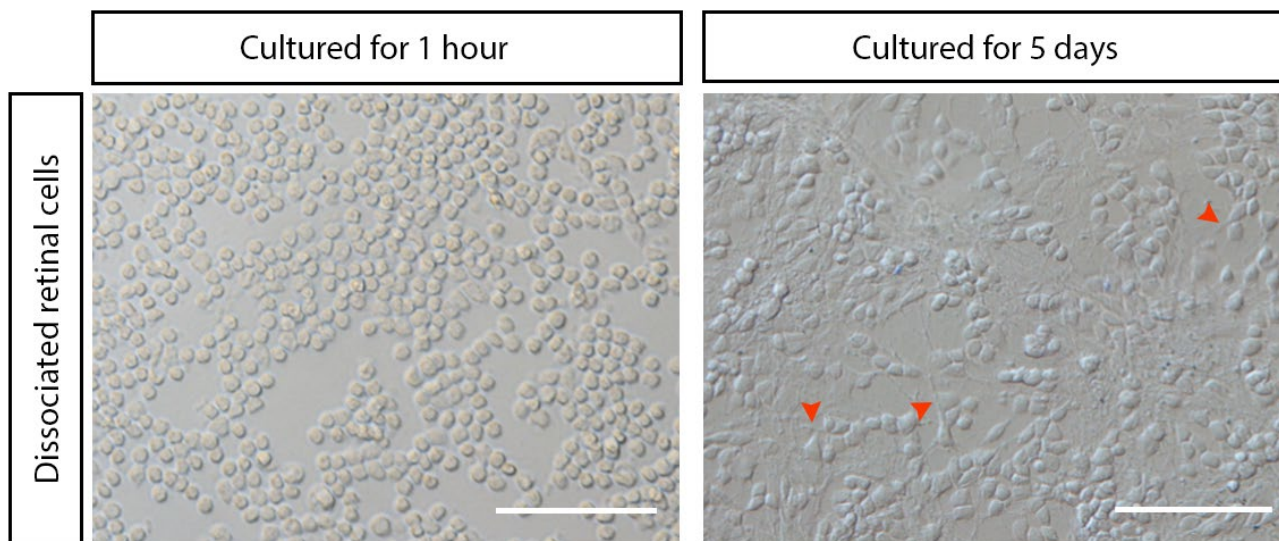 Cultured for 1 hour
Cultured for 5 days
Dissociated retinal cells